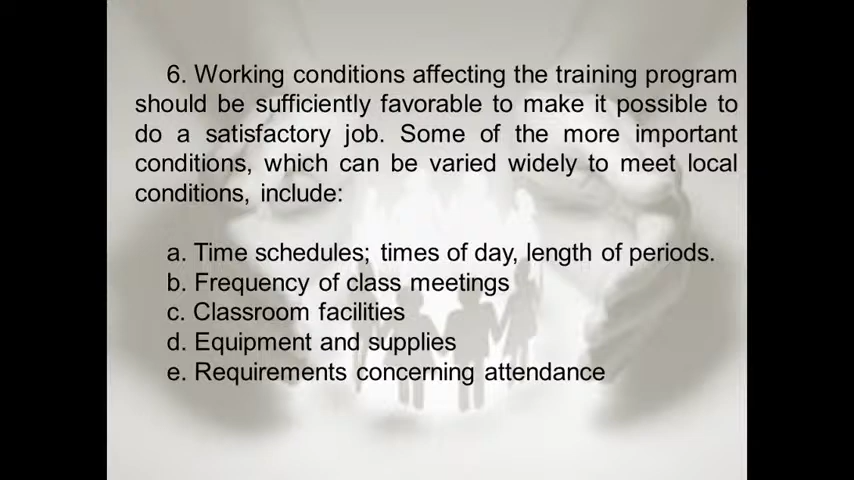 6. Working conditions affecting the training program
should be sufficiently favorable to make it possible to
do a satisfactory job. Some of the more important
conditions, which can be varied widely to meet local
conditions, include:
a. Time schedules; times of day, length of periods.
b. Frequency of class meetings
c. Classroom facilities
d. Equipment and supplies
e. Requirements concerning attendance